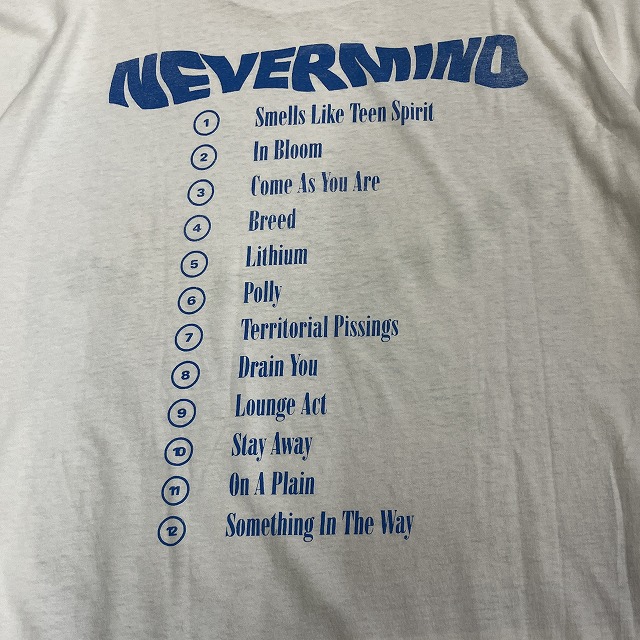 NEVERMIND
1 Smells Like Teen Spirit
2 In Bloom
3 Come As You Are
4 Breed
5 Lithium
6 Polly
7 Territorial Pissings
8 Drain You
9 Lounge Act
10 Stay Away
11 On A Plain
12 Something In The Way